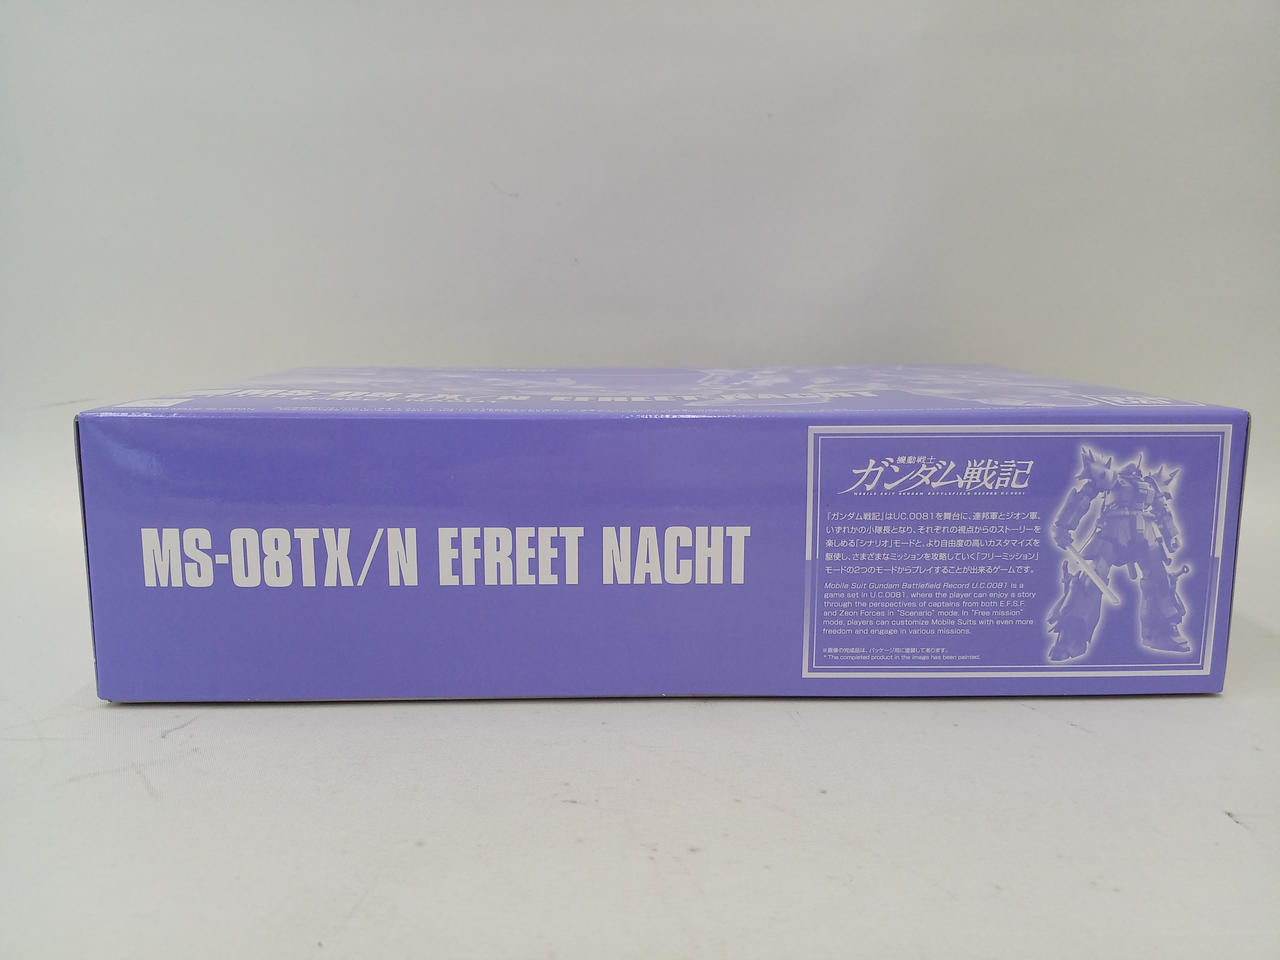 MS-08TX/N EFREET NACHT
MS-08TX/N EFREET NACHT
機動戦士
ガンダム戦記
MOBILE SUIT GUNDAM BATTLEFIELD RECORD U.C.0081
「ガンダム戦記」はU.C.0081を舞台に、連邦軍とジオン軍、
いずれかの小隊長となり、それぞれの視点からのストーリーを
楽しめる「シナリオ」モードと、より自由度の高いカスタマイズを
駆使し、さまざまなミッションを攻略していく「フリーミッション」
モードの2つのモードからプレイすることが出来るゲームです。
Mobile Suit Gundam Battlefield Record U.C.0081 is a
game set in U.C.0081, where the player can enjoy a story
through the perspectives of captains from both E.F.S.F.
and Zeon Forces in "Scenario" mode. In "Free mission"
mode, players can customize Mobile Suits with even more
freedom and engage in various missions.
※画像の完成品は、パッケージ用に塗装してあります。
* The completed product in the image has been painted.